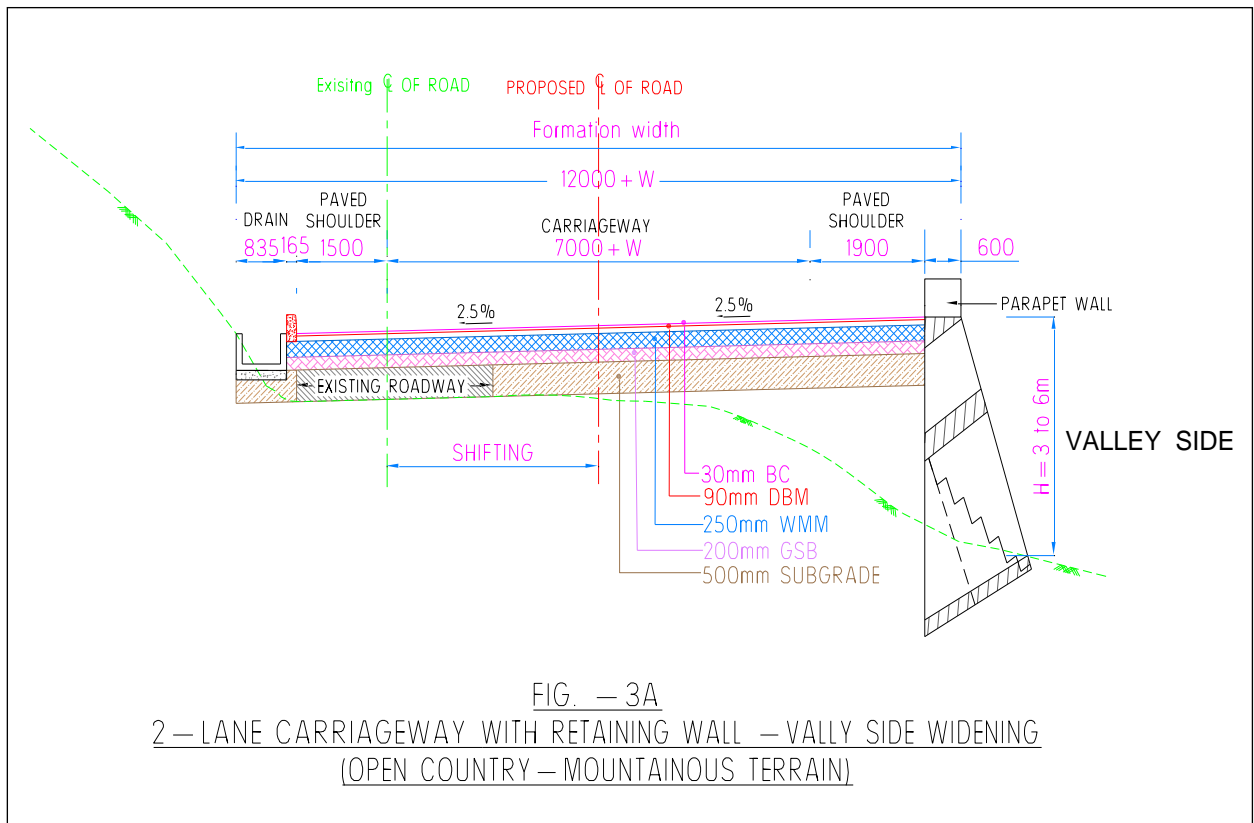 Exisitng ℄ OF ROAD
PROPOSED ℄ OF ROAD
Formation width
12000 + W
DRAIN
PAVED
SHOULDER
CARRIAGEWAY
PAVED
SHOULDER
835 165 1500 7000 + W 1900 600
2.5% 2.5%
PARAPET WALL
EXISTING ROADWAY
SHIFTING
H = 3 to 6m
VALLEY SIDE
30mm BC
90mm DBM
250mm WMM
200mm GSB
500mm SUBGRADE
FIG. — 3A
2 — LANE CARRIAGEWAY WITH RETAINING WALL — VALLY SIDE WIDENING
(OPEN COUNTRY — MOUNTAINOUS TERRAIN)